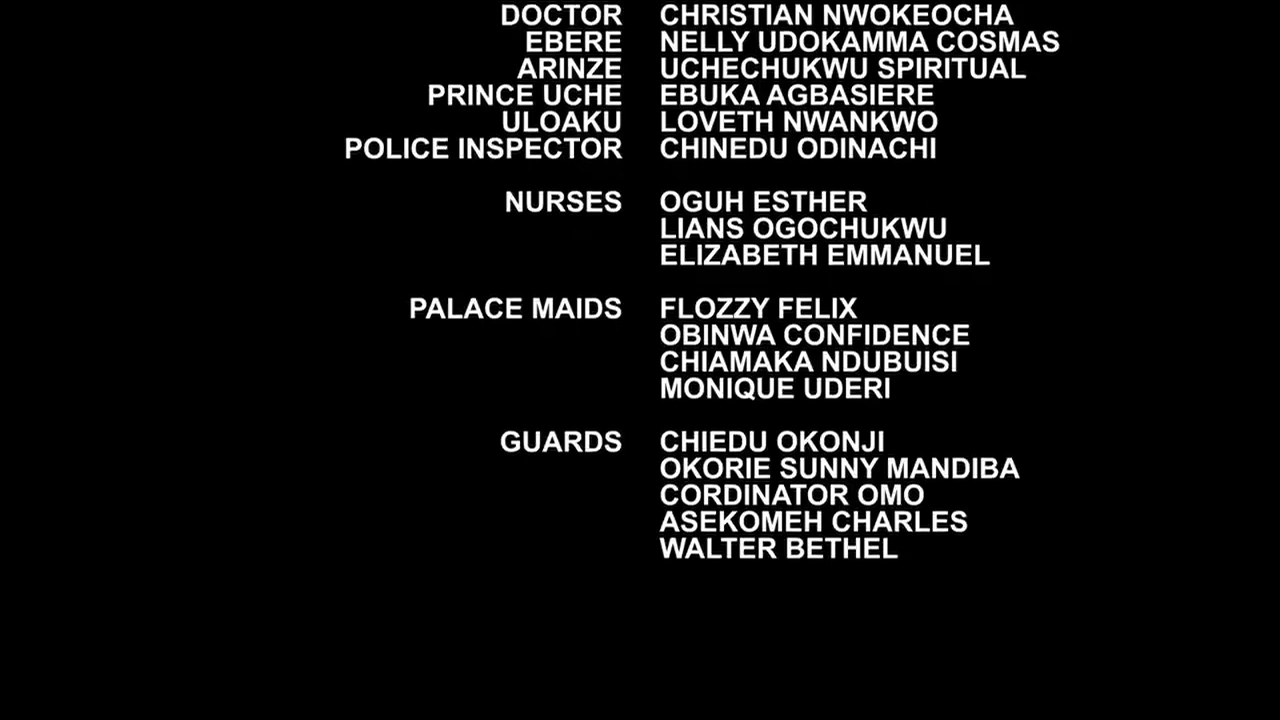 DOCTOR CHRISTIAN NWOKEOCHA
EBERE NELLY UDOKAMMA COSMAS
ARINZE UCHECHUKWU SPIRITUAL
PRINCE UCHE EBUKA AGBASIERE
ULOAKU LOVETH NWANKWO
POLICE INSPECTOR CHINEDU ODINACHI
NURSES OGUH ESTHER
LIANS OGOCHUKWU
ELIZABETH EMMANUEL
PALACE MAIDS FLOZZY FELIX
OBINWA CONFIDENCE
CHIAMAKA NDUBUISI
MONIQUE UDERI
GUARDS CHIEDU OKONJI
OKORIE SUNNY MANDIBA
CORDINATOR OMO
ASEKOMEH CHARLES
WALTER BETHEL